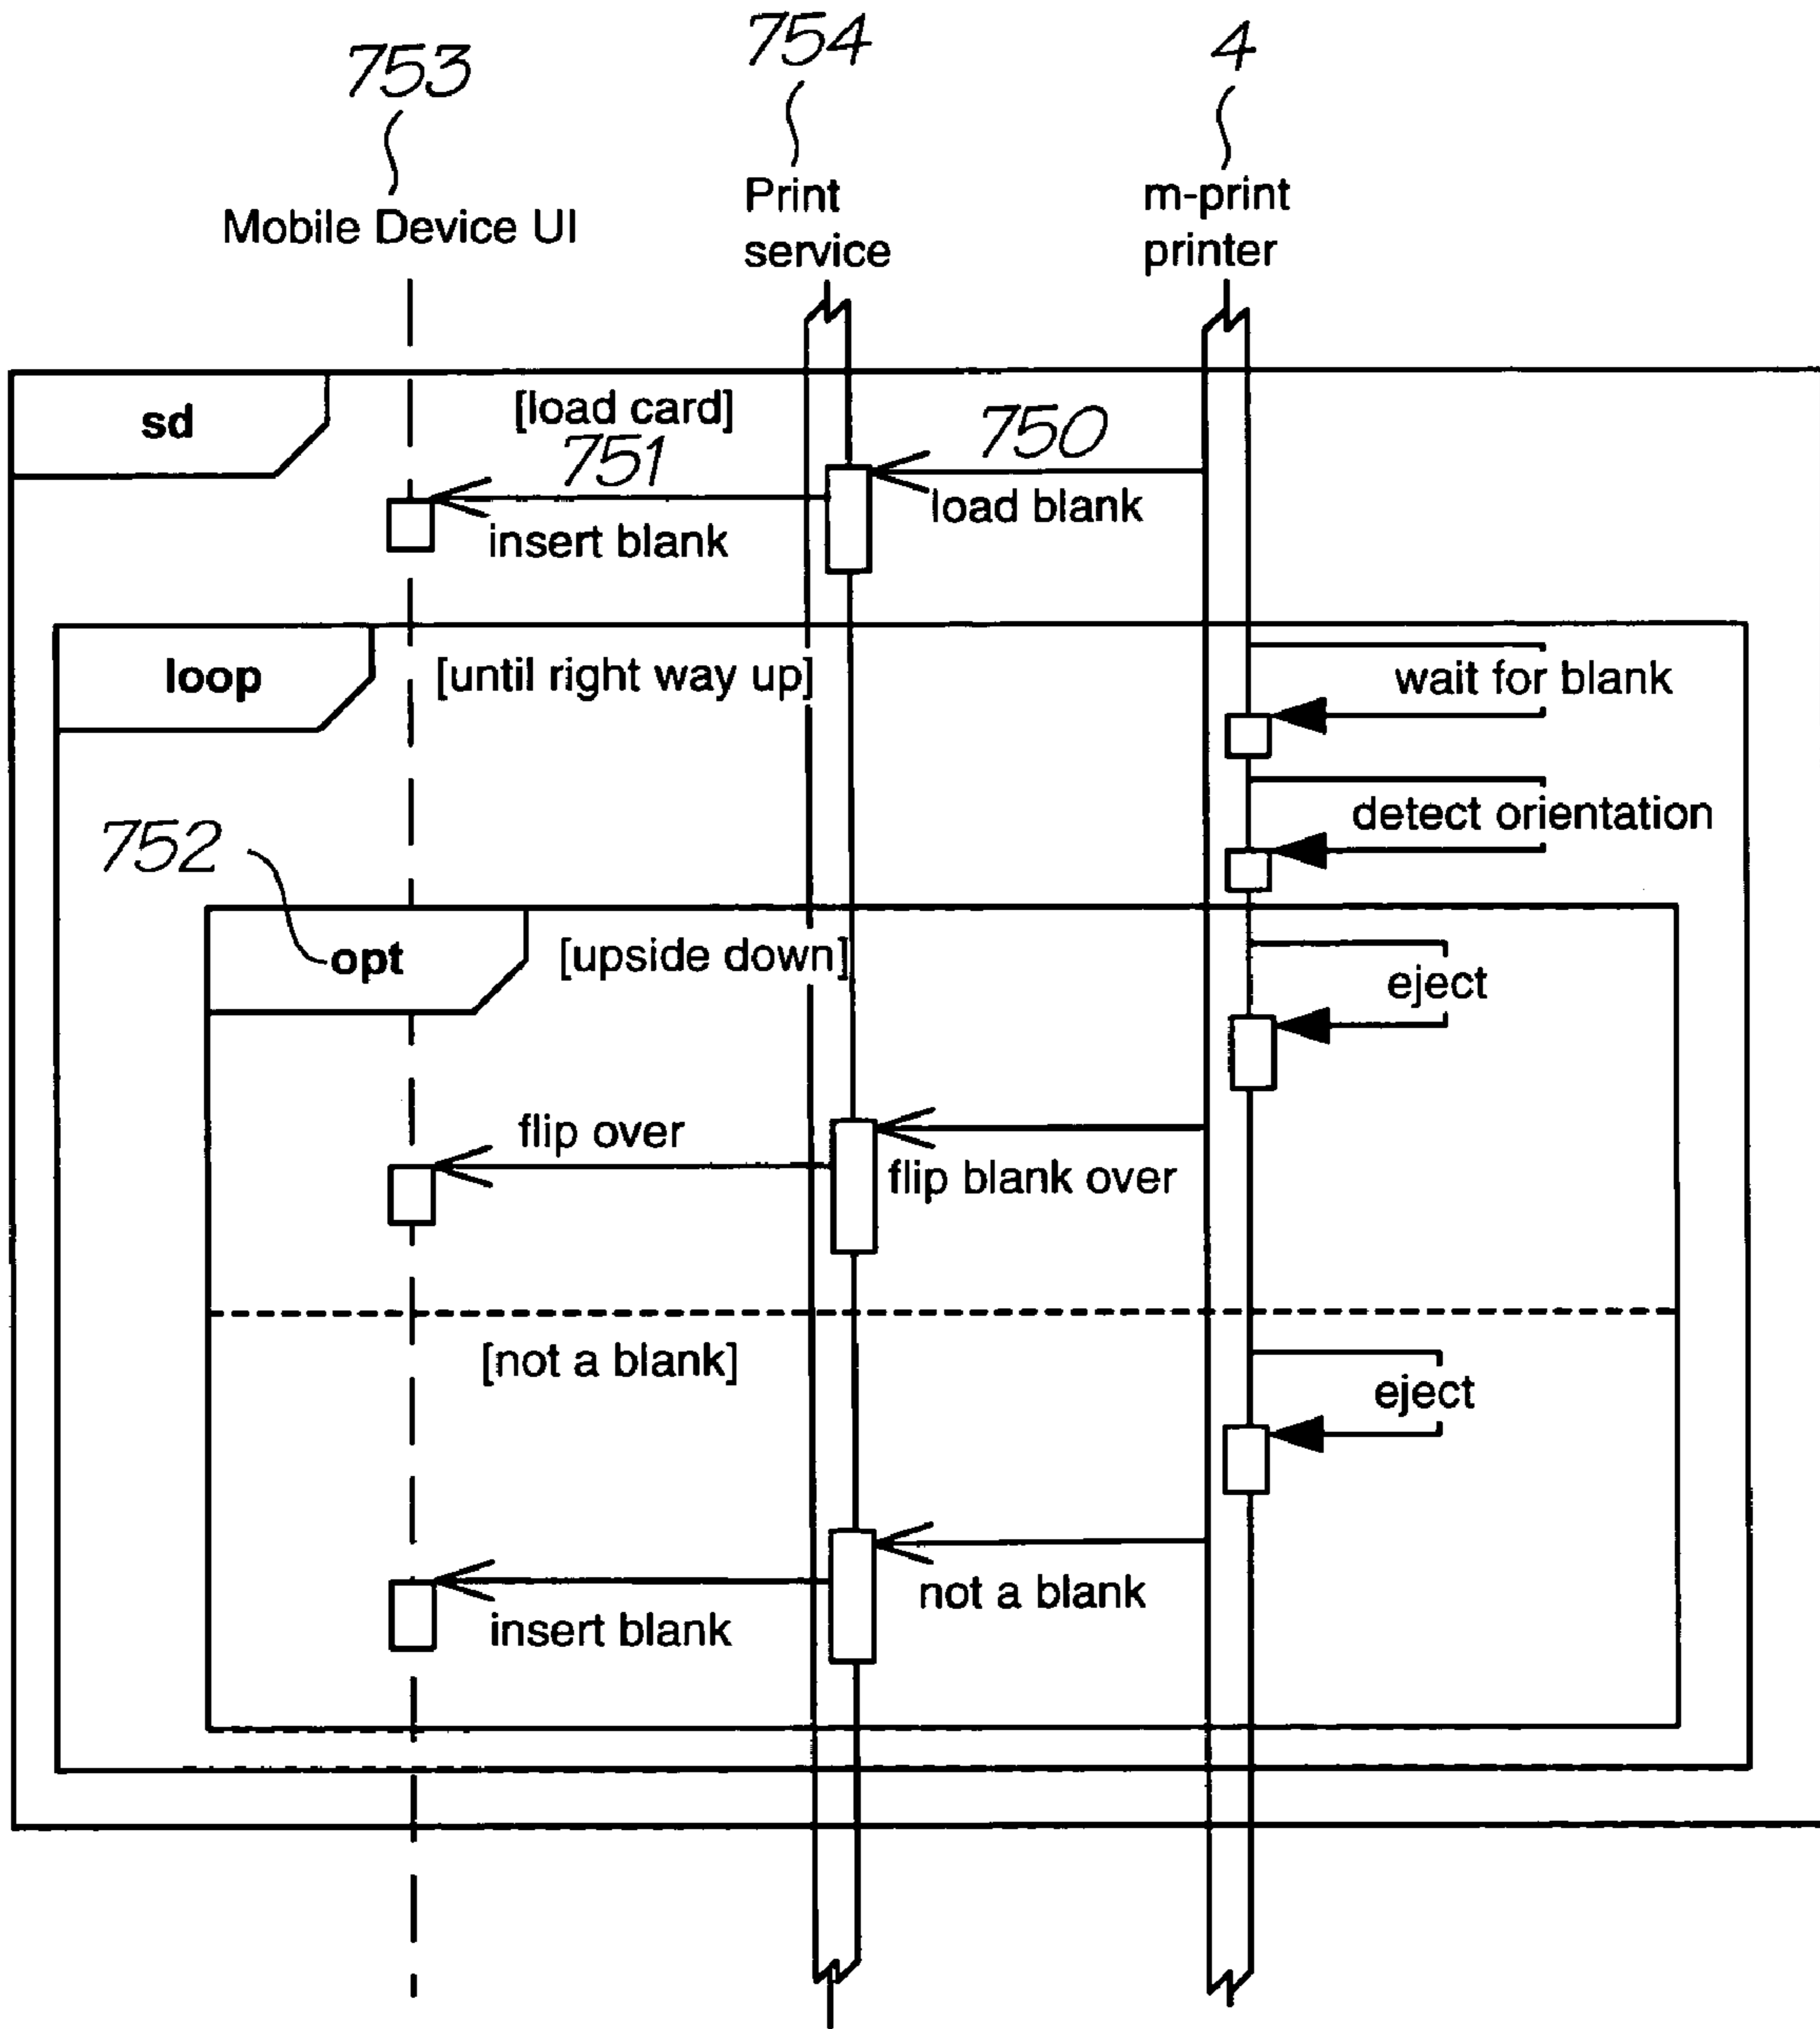 753
754
4
Mobile Device UI
Print
service
m-print
printer
sd
[load card]
750
751
load blank
insert blank
loop
[until right way up]
wait for blank
detect orientation
752
opt
[upside down]
eject
flip over
flip blank over
[not a blank]
eject
not a blank
insert blank